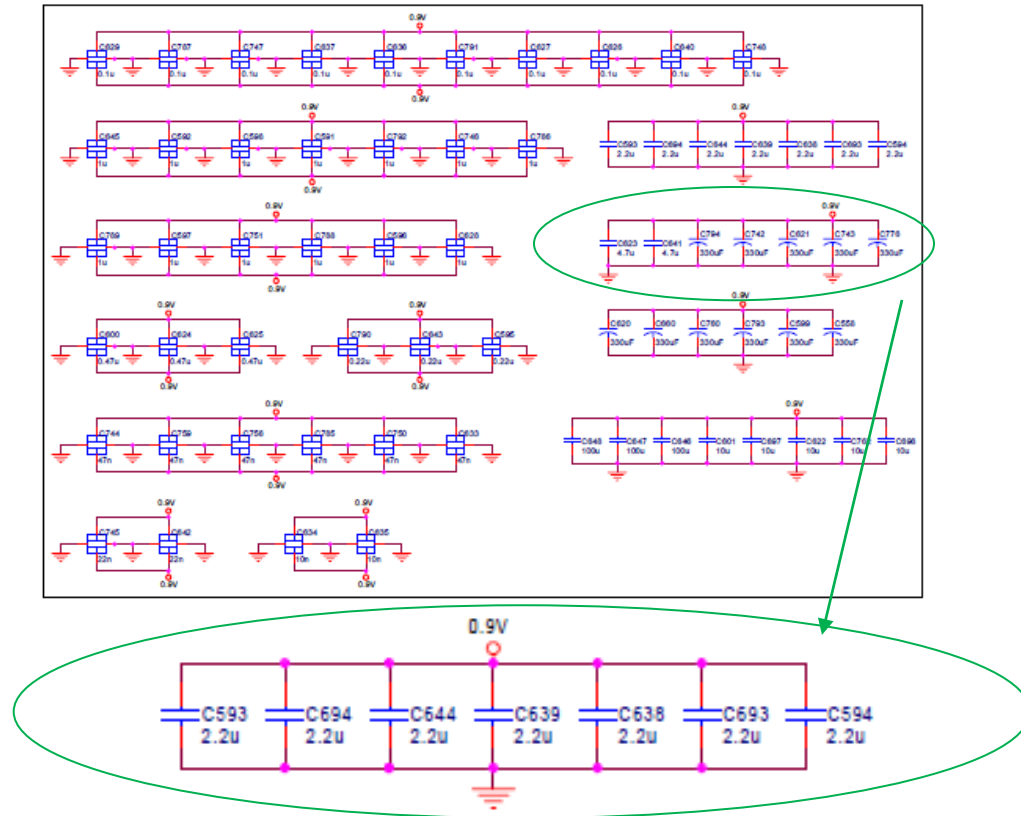 0.9V
C629 C767 C747 C637 C636 C791 C627 C626 C640 C748
0.1u 0.1u 0.1u 0.1u 0.1u 0.1u 0.1u 0.1u 0.1u 0.1u
0.9V
0.9V
C645 C592 C598 C591 C792 C746 C786
1u 1u 1u 1u 1u 1u 1u
0.9V
0.9V
C593 C694 C644 C639 C638 C693 C594
2.2u 2.2u 2.2u 2.2u 2.2u 2.2u 2.2u
0.9V
C789 C597 C751 C788 C596 C628
1u 1u 1u 1u 1u 1u
0.9V
0.9V
C623 C641 C794 C742 C621 C743 C776
4.7u 4.7u 330uF 330uF 330uF 330uF 330uF
0.9V
C600 C624 C625
0.47u 0.47u 0.47u
0.9V
0.9V
C790 C643 C595
0.22u 0.22u 0.22u
0.9V
0.9V
C620 C660 C760 C793 C599 C558
330uF 330uF 330uF 330uF 330uF 330uF
0.9V
C744 C759 C756 C785 C750 C633
47n 47n 47n 47n 47n 47n
0.9V
0.9V
C648 C647 C646 C601 C697 C622 C696
100u 100u 100u 10u 10u 10u 10u 10u
0.9V
C745 C642
22n 22n
0.9V
0.9V
C634 C635
10n 10n
0.9V
0.9V
C593 C694 C644 C639 C638 C693 C594
2.2u 2.2u 2.2u 2.2u 2.2u 2.2u 2.2u